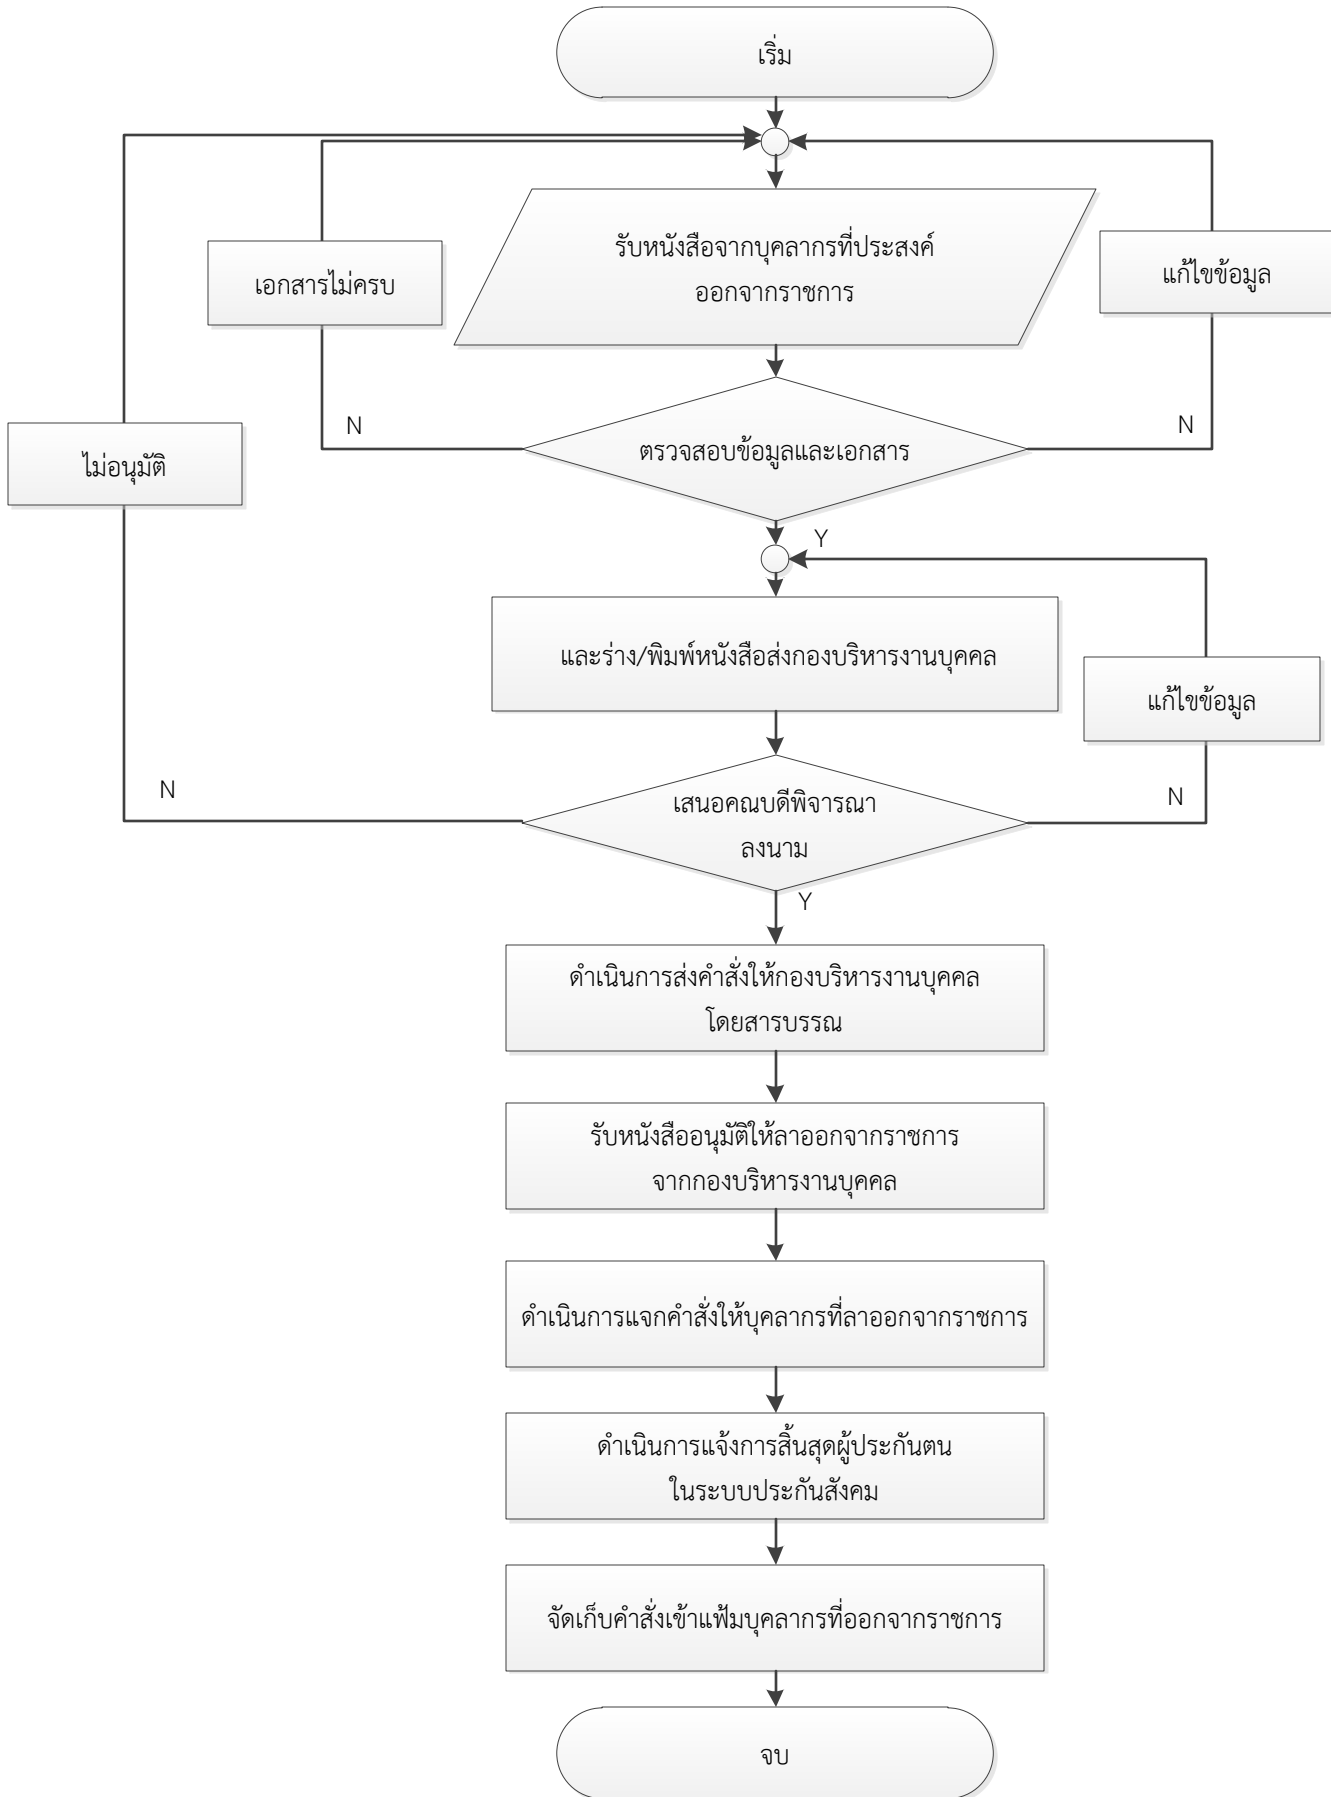 เริ่ม
รับหนังสือจากบุคลากรที่ประสงค์
ออกจากราชการ
เอกสารไม่ครบ
แก้ไขข้อมูล
N
N
ตรวจสอบข้อมูลและเอกสาร
ไม่อนุมัติ
Y
และร่าง/พิมพ์หนังสือส่งกองบริหารงานบุคคล
แก้ไขข้อมูล
N
N
เสนอคณบดีพิจารณา
ลงนาม
Y
ดำเนินการส่งคำสั่งให้กองบริหารงานบุคคล
โดยสารบรรณ
รับหนังสืออนุมัติให้ลาออกจากราชการ
จากกองบริหารงานบุคคล
ดำเนินการแจกคำสั่งให้บุคลากรที่ลาออกจากราชการ
ดำเนินการแจ้งการสิ้นสุดผู้ประกันตน
ในระบบประกันสังคม
จัดเก็บคำสั่งเข้าแฟ้มบุคลากรที่ออกจากราชการ
จบ